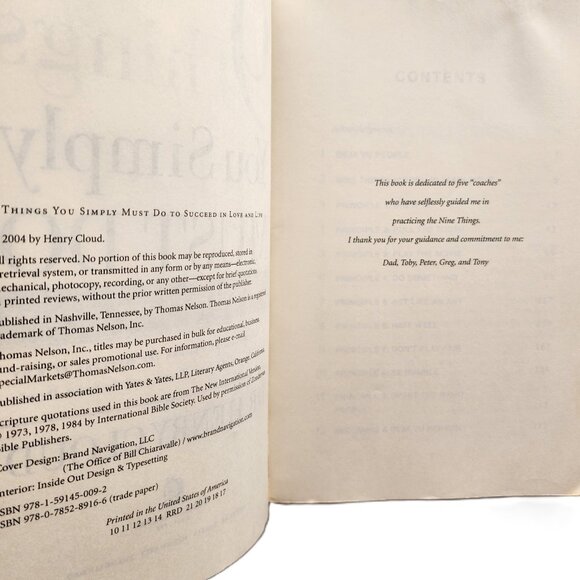 THINGS YOU SIMPLY MUST DO TO SUCCEED IN LOVE AND LIFE
2004 by Henry Cloud.
ll rights reserved. No portion of this book may be reproduced, stored in
retrieval system, or transmitted in any form or by any means—electronic,
mechanical, photocopy, recording, or any other—except for brief quotations
printed reviews, without the prior written permission of the publisher.
ublished in Nashville, Tennessee, by Thomas Nelson. Thomas Nelson is a registered
rademark of Thomas Nelson, Inc.
homas Nelson, Inc., titles may be purchased in bulk for educational, business
und-raising, or sales promotional use. For information, please e-mail
pecialMarkets@ThomasNelson.com.
ublished in association with Yates & Yates, LLP, Literary Agents, Orange, California.
cripture quotations used in this book are from The New International Version.
© 1973, 1978, 1984 by International Bible Society. Used by permission of Zondervan
Bible Publishers.
Cover Design: Brand Navigation, LLC
(The Office of Bill Chiaravalle) / www.brandnavigation.com
nterior: Inside Out Design & Typesetting
ISBN 978-1-59145-009-2
ISBN 978-0-7852-8916-6 (trade paper)
Printed in the United States of America
10 11 12 13 14 RRD 21 20 19 18 17
CONTENTS
This book is dedicated to five "coaches"
who have selflessly guided me in
practicing the Nine Things.
I thank you for your guidance and commitment to me:
Dad, Toby, Peter, Greg, and Tony